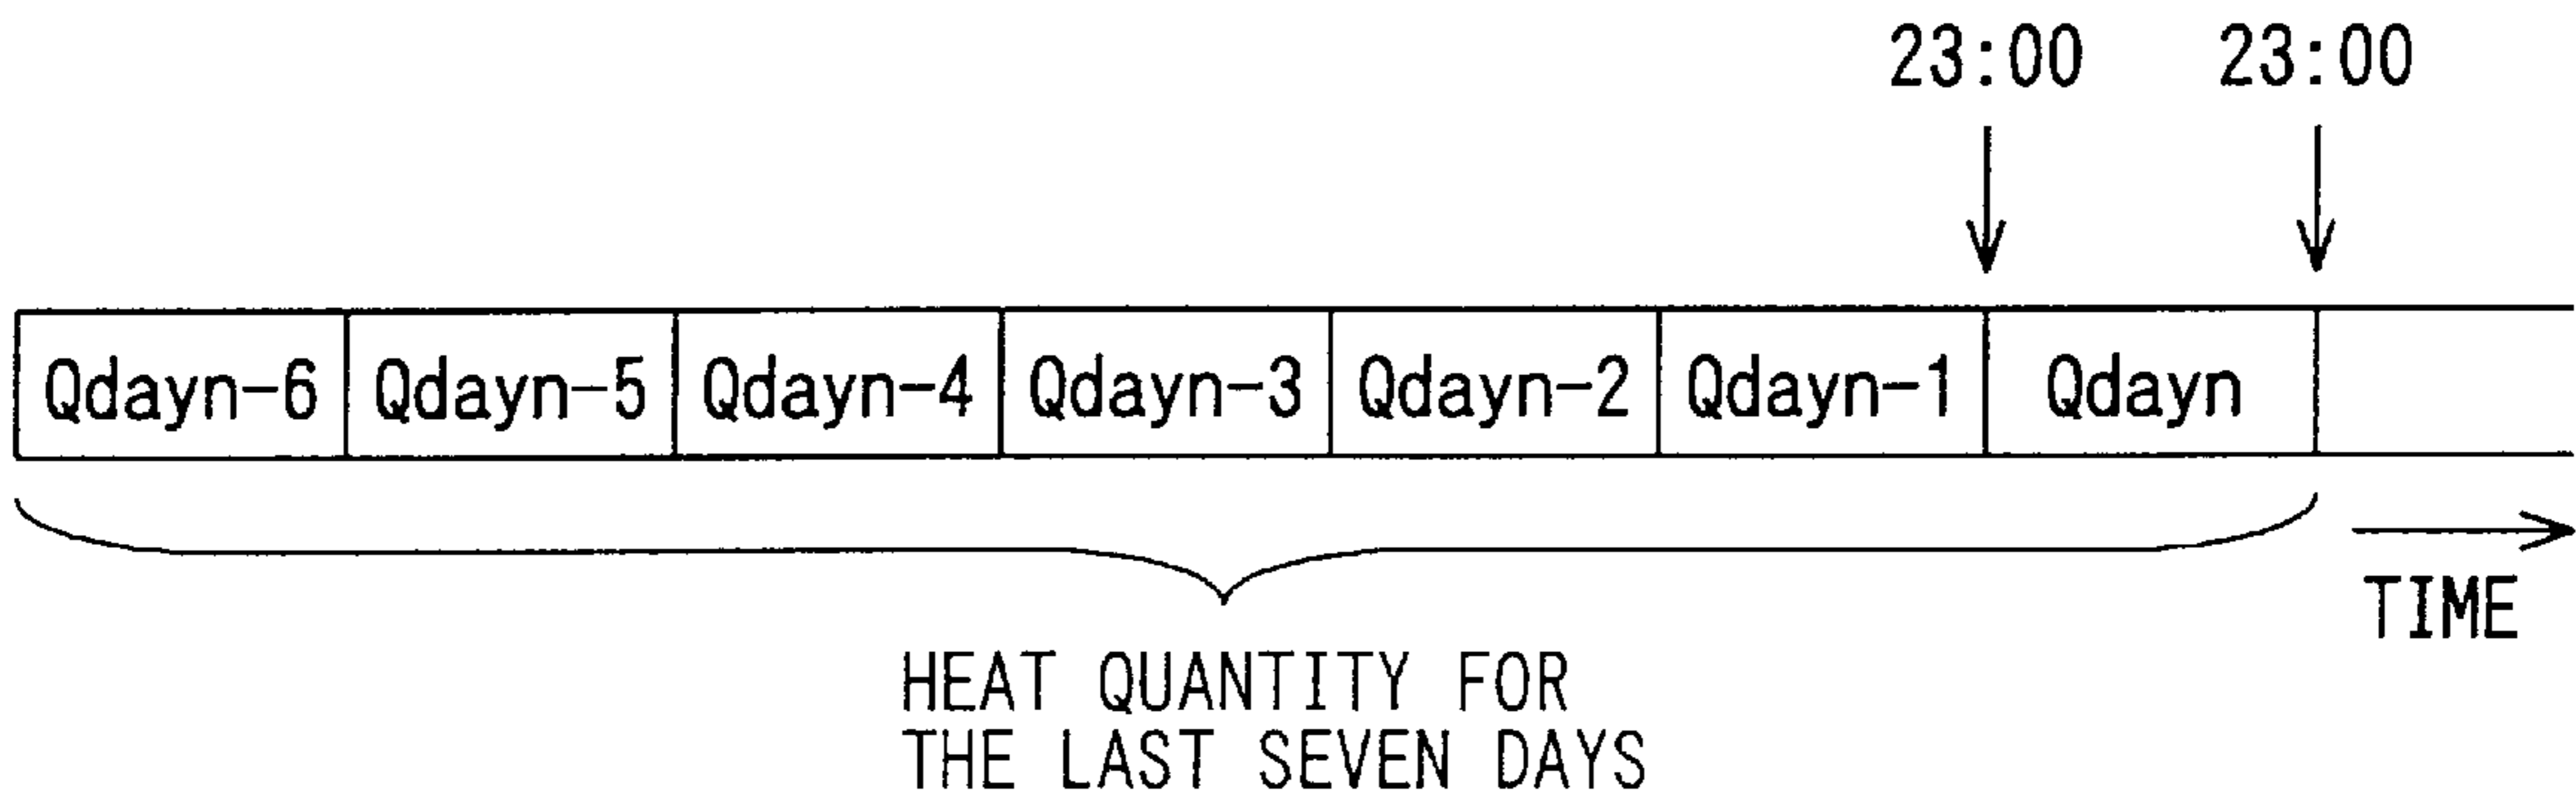 23:00 23:00
Qdayn-6 Qdayn-5 Qdayn-4 Qdayn-3 Qdayn-2 Qdayn-1 Qdayn
TIME
HEAT QUANTITY FOR
THE LAST SEVEN DAYS